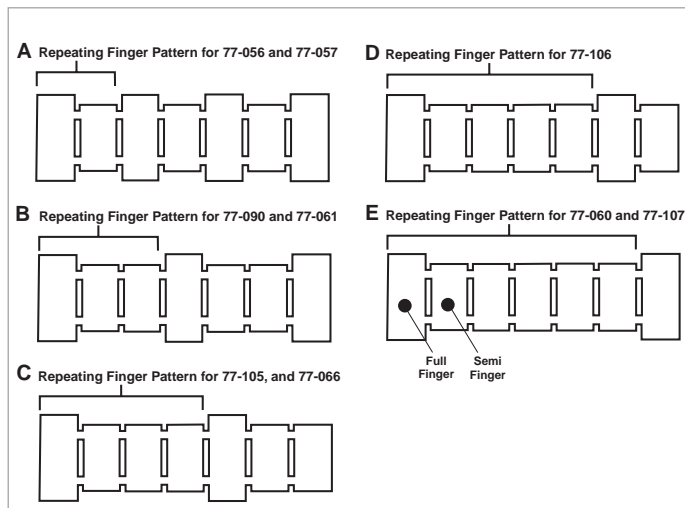 A Repeating Finger Pattern for 77-056 and 77-057
B Repeating Finger Pattern for 77-090 and 77-061
C Repeating Finger Pattern for 77-105, and 77-066
D Repeating Finger Pattern for 77-106
E Repeating Finger Pattern for 77-060 and 77-107
Full
Finger
Semi
Finger